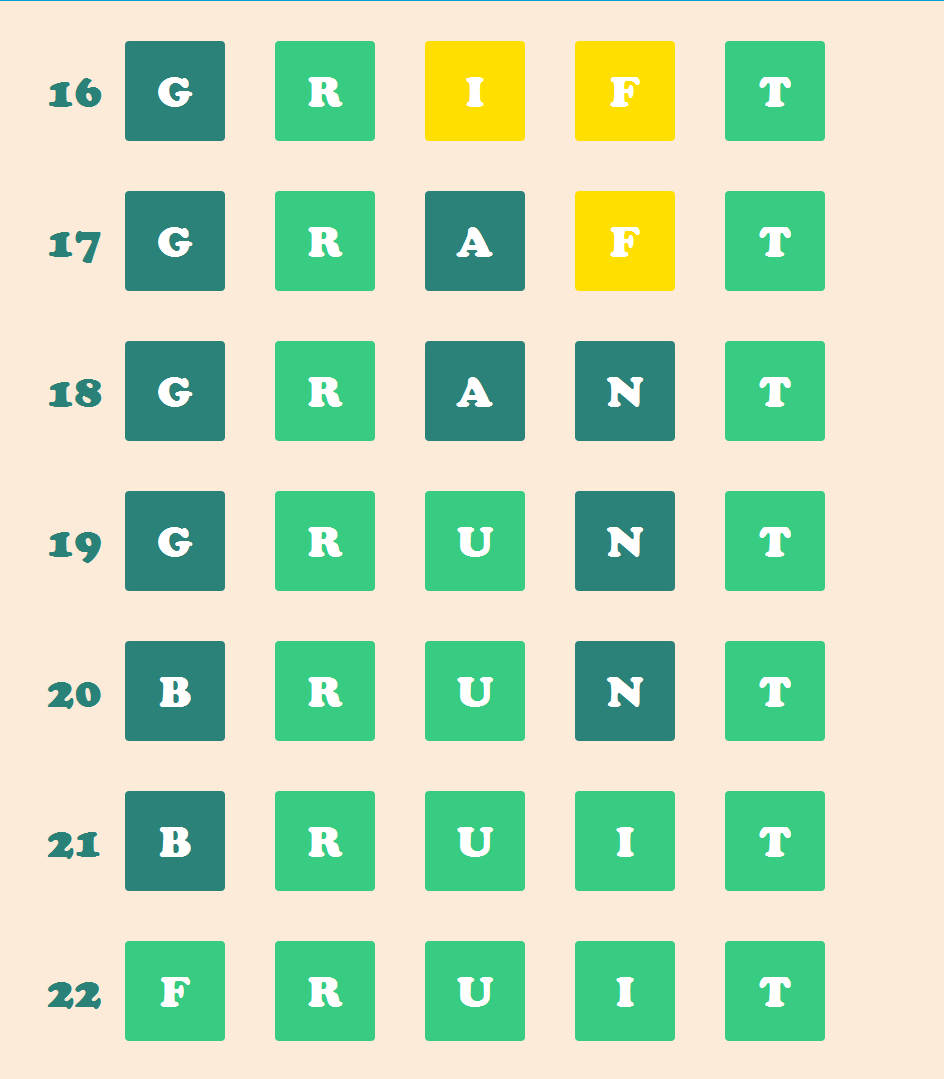 16 G R I F T
17 G R A F T
18 G R A N T
19 G R U N T
20 B R U N T
21 B R U I T
22 F R U I T